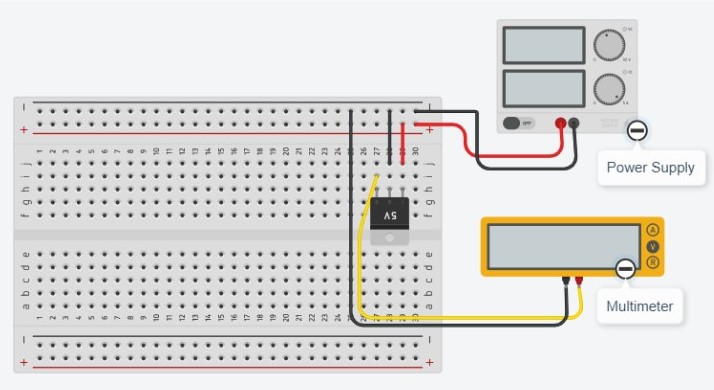 OFF
Power Supply
− −
+ +
1 2 3 4 5 6 7 8 9 10 11 12 13 14 15 16 17 18 19 20 21 22 23 24 25 26 27 28 29 30
j j
i i
h h
g g
f f
5V
A
V
R
Multimeter
e e
d d
c c
b b
a a
1 2 3 4 5 6 7 8 9 10 11 12 13 14 15 16 17 18 19 20 21 22 23 24 25 26 27 28 29 30
− −
+ +